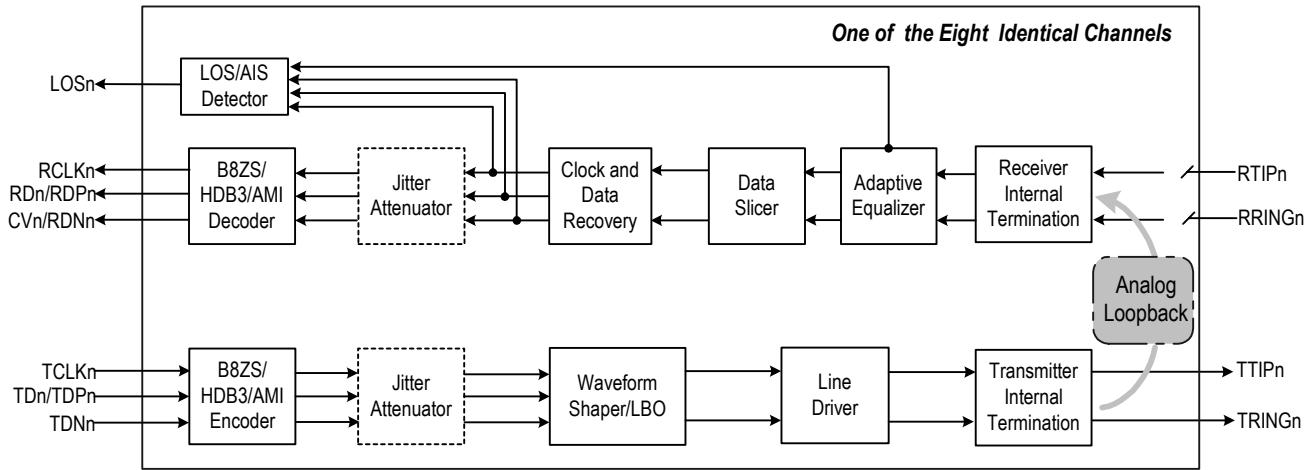 One of the Eight Identical Channels
LOSn
LOS/AIS
Detector
RCLKn
RDn/RDPn
CVn/RDNn
B8ZS/
HDB3/AMI
Decoder
Jitter
Attenuator
Clock and
Data
Recovery
Data
Slicer
Adaptive
Equalizer
Receiver
Internal
Termination
RTIPn
RRINGn
Analog
Loopback
TCLKn
TDn/TDPn
TDNn
B8ZS/
HDB3/AMI
Encoder
Jitter
Attenuator
Waveform
Shaper/LBO
Line
Driver
Transmitter
Internal
Termination
TTIPn
TRINGn